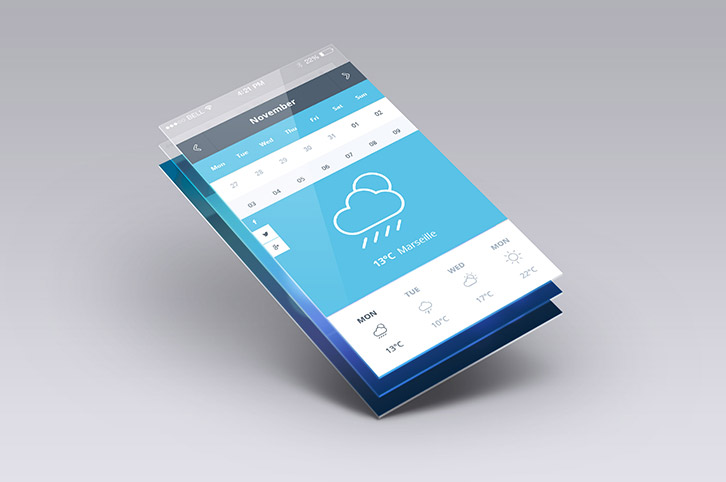 BELL 4:21 PM 22%
November
Mon Tue Wed Thu Fri Sat Sun
27 28 29 30 31 01 02
03 04 05 06 07 08 09
f
g+
13°C Marseille
MON TUE WED MON
13°C 10°C 17°C 22°C